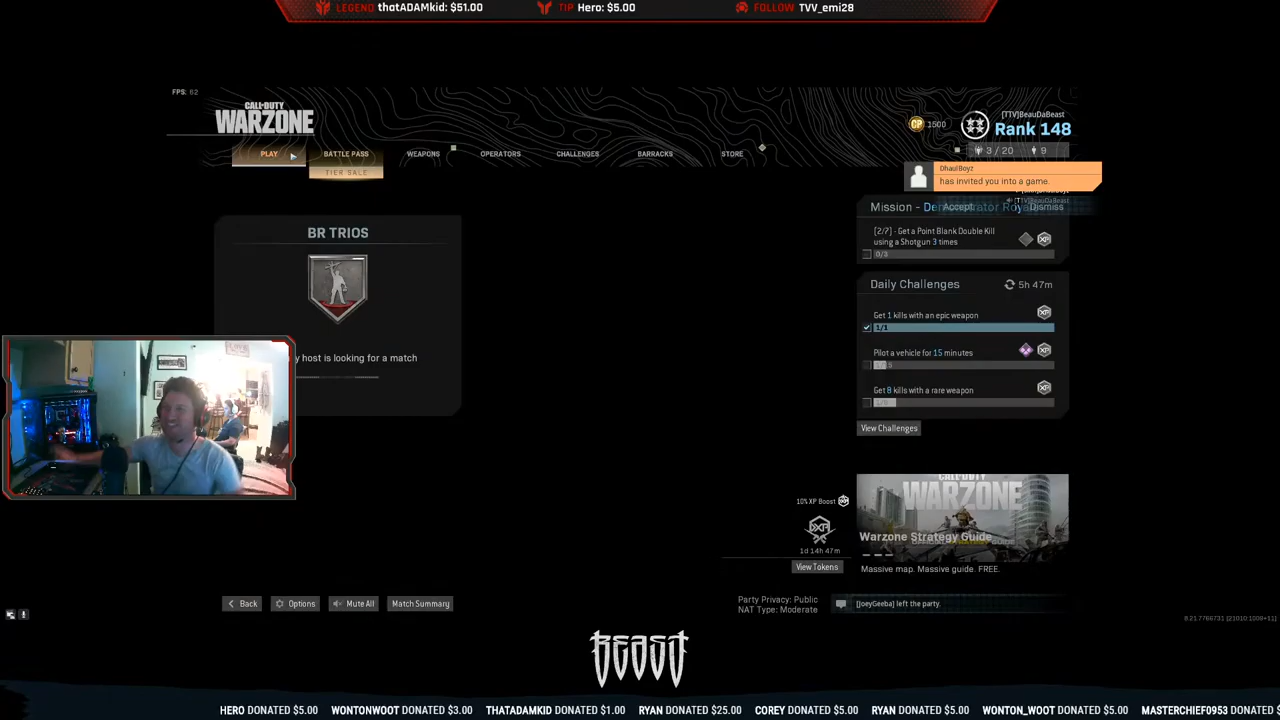 LEGEND thatADAMkid: $51.00
TIP Hero: $5.00
FOLLOW TVV_emi28
FPS: 62
CALL OF DUTY
WARZONE
CP 1500
[TTV]BeauDaBeast
Rank 148
3 / 20
9
PLAY
BATTLE PASS
WEAPONS
OPERATORS
CHALLENGES
BARRACKS
STORE
TIER SALE
DhaulBoyz
has invited you into a game.
Accept
Dismiss
[TTV]BeauDaBeast
Mission -
[2/7] - Get a Point Blank Double Kill
using a Shotgun 3 times
0/3
BR TRIOS
host is looking for a match
Daily Challenges
5h 47m
Get 1 kills with an epic weapon
1/1
Pilot a vehicle for 15 minutes
Get 8 kills with a rare weapon
View Challenges
10% XP Boost
1d 14h 47m
View Tokens
CALL OF DUTY
WARZONE
Warzone Strategy Guide
Massive map. Massive guide. FREE.
Back
Options
Mute All
Match Summary
Party Privacy: Public
NAT Type: Moderate
[JoeyGeeba] left the party.
BEAST
HERO DONATED $5.00
WONTONWOOT DONATED $3.00
THATADAMKID DONATED $1.00
RYAN DONATED $25.00
COREY DONATED $5.00
RYAN DONATED $5.00
WONTON_WOOT DONATED $5.00
MASTERCHIEF0953 DONATED